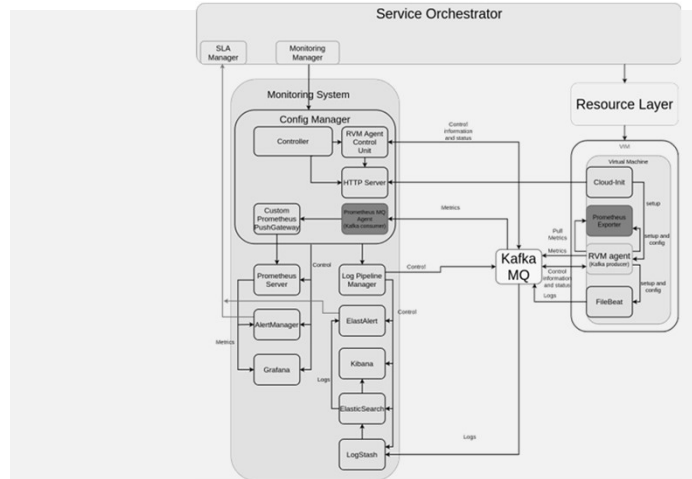 Service Orchestrator
SLA
Manager
Monitoring
Manager
Monitoring System
Config Manager
Controller
RVM Agent
Control
Unit
HTTP Server
Custom
Prometheus
PushGateway
Prometheus MQ
Agent
(Kafka consumer)
Prometheus
Server
Control
Log Pipeline
Manager
Control
AlertManager
ElastAlert
Control
Metrics
Grafana
Kibana
Logs
ElasticSearch
LogStash
Logs
Control
information
and status
Metrics
Kafka
MQ
Resource Layer
VIM
Virtual Machine
Cloud-Init
setup
Prometheus
Exporter
Pull
Metrics
setup and
config
Metrics
RVM agent
(Kafka producer)
Control
information
and status
setup and
config
Logs
FileBeat